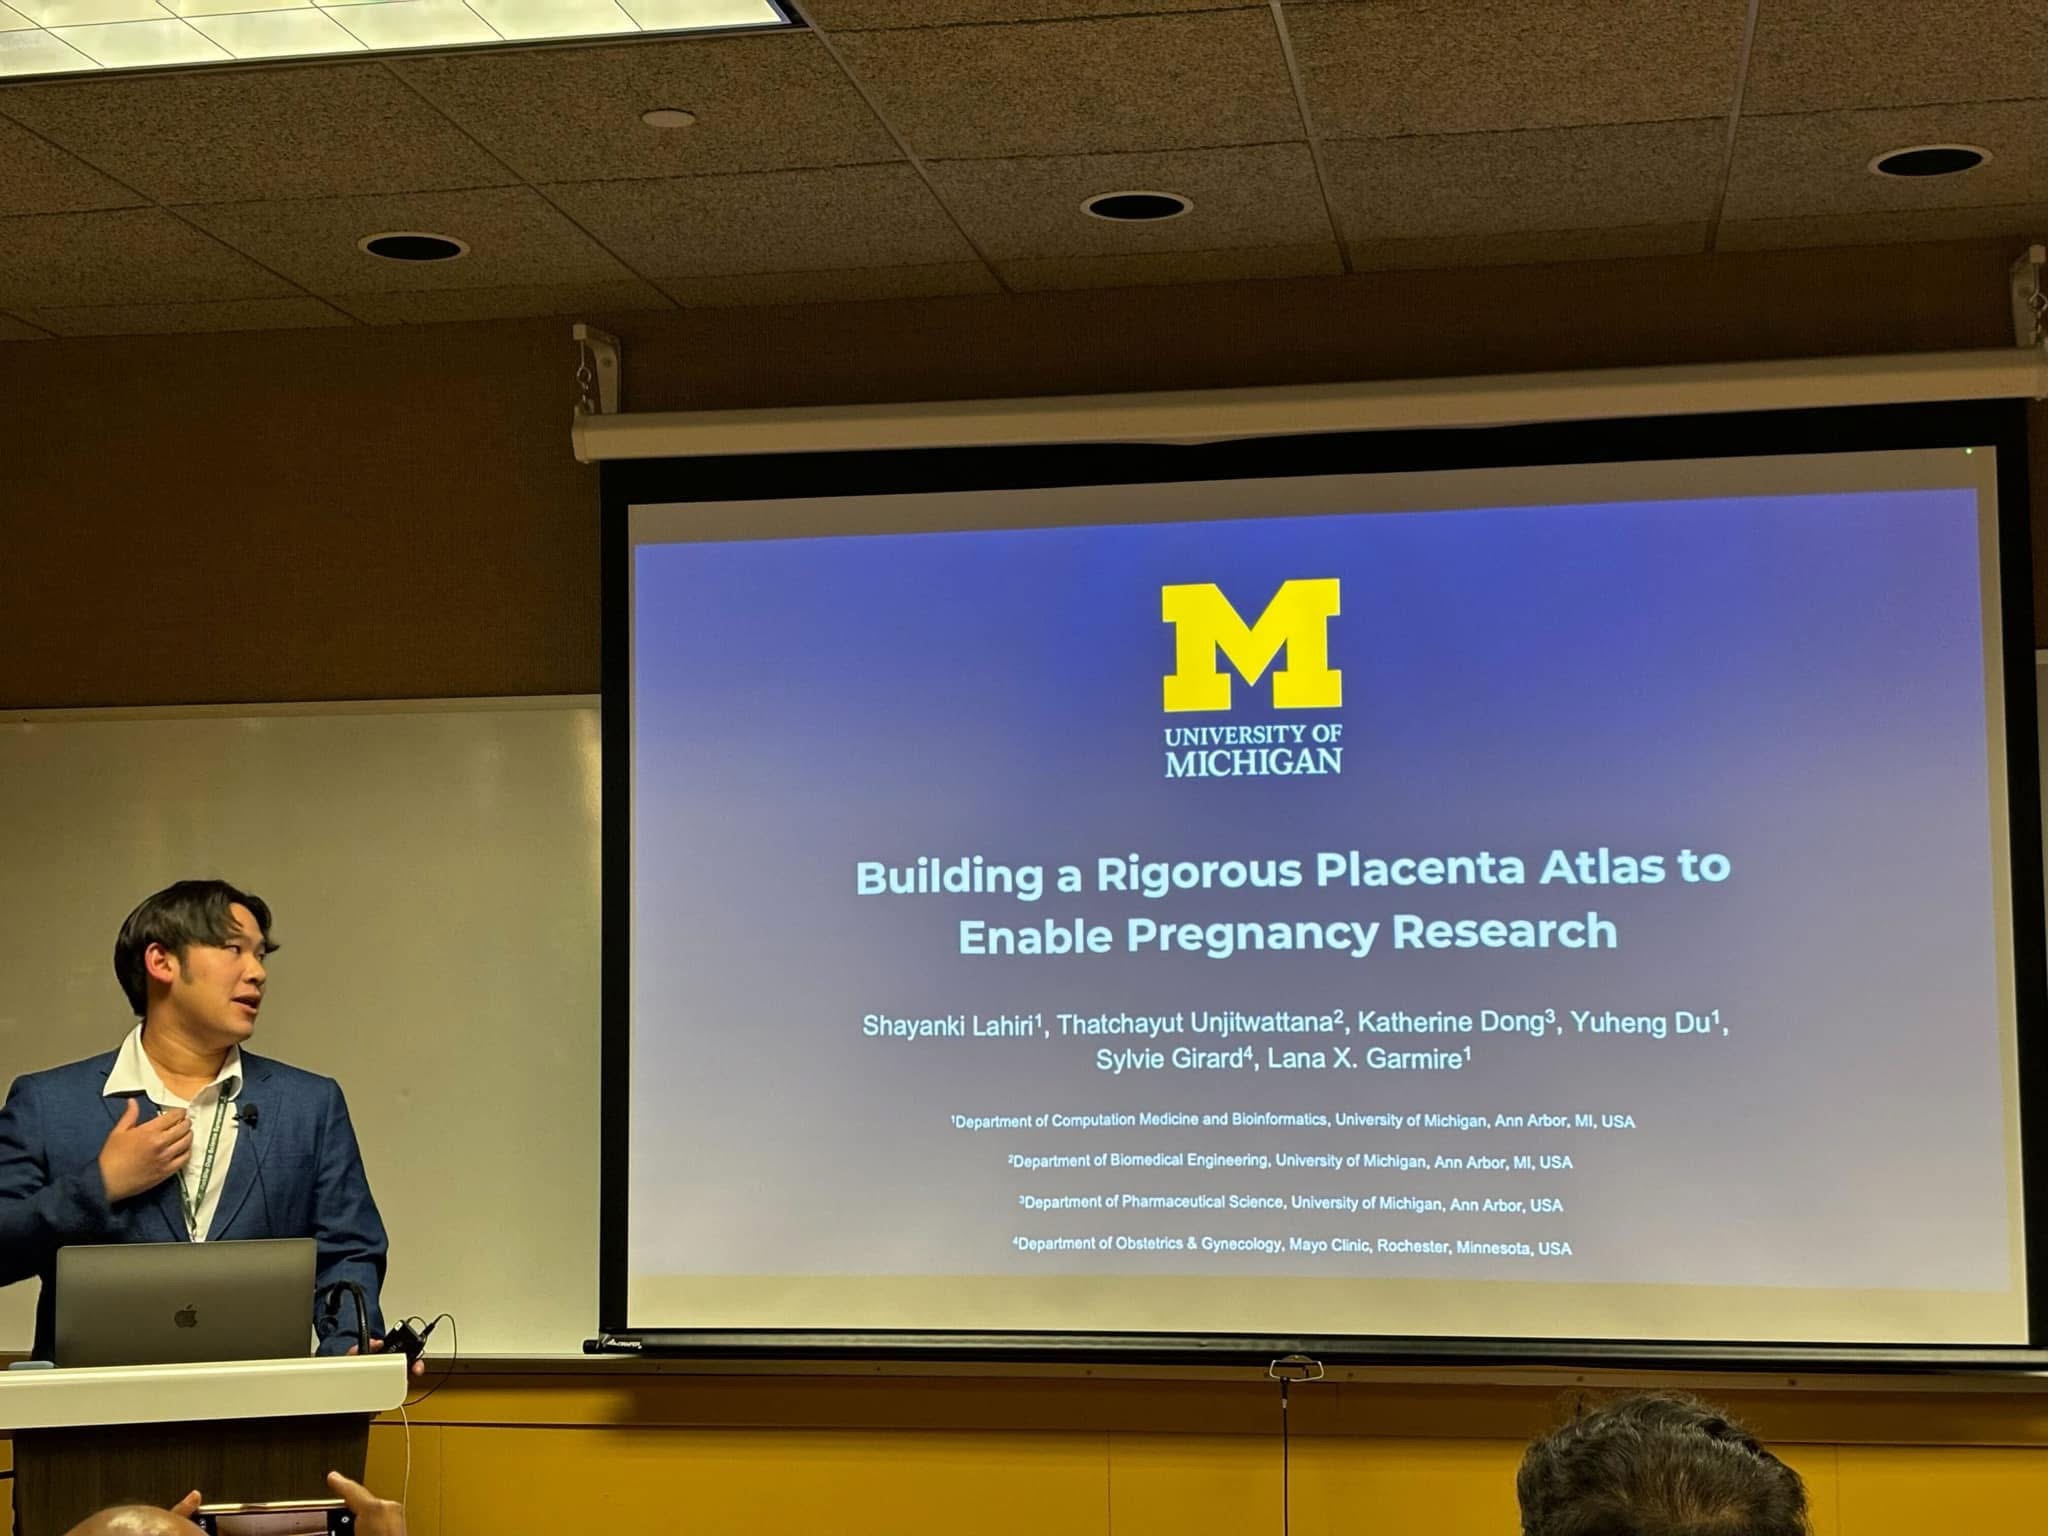 UNIVERSITY OF
MICHIGAN
Building a Rigorous Placenta Atlas to
Enable Pregnancy Research
Shayanki Lahiri¹, Thatchayut Unjitwattana², Katherine Dong³, Yuheng Du¹,
Sylvie Girard⁴, Lana X. Garmire¹
¹Department of Computation Medicine and Bioinformatics, University of Michigan, Ann Arbor, MI, USA
²Department of Biomedical Engineering, University of Michigan, Ann Arbor, MI, USA
³Department of Pharmaceutical Science, University of Michigan, Ann Arbor, USA
⁴Department of Obstetrics & Gynecology, Mayo Clinic, Rochester, Minnesota, USA